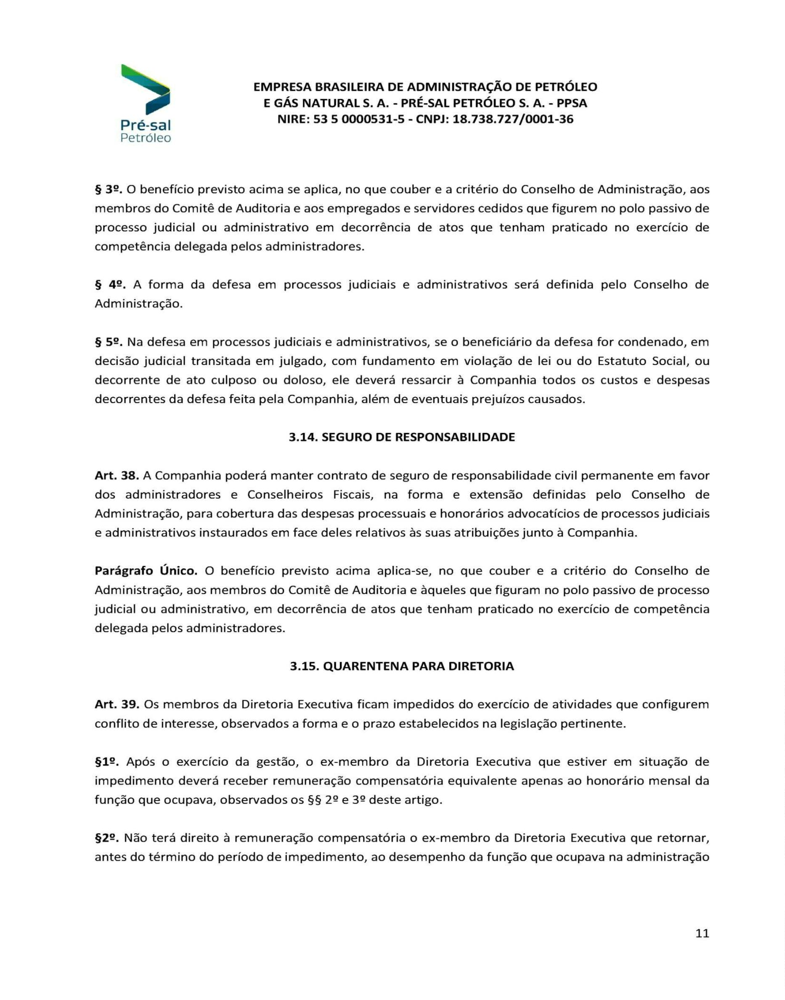 Pré-sal
Petróleo
EMPRESA BRASILEIRA DE ADMINISTRAÇÃO DE PETRÓLEO
E GÁS NATURAL S. A. - PRÉ-SAL PETRÓLEO S. A. - PPSA
NIRE: 53 5 0000531-5 - CNPJ: 18.738.727/0001-36
§ 3º. O benefício previsto acima se aplica, no que couber e a critério do Conselho de Administração, aos
membros do Comitê de Auditoria e aos empregados e servidores cedidos que figurem no polo passivo de
processo judicial ou administrativo em decorrência de atos que tenham praticado no exercício de
competência delegada pelos administradores.
§ 4º. A forma da defesa em processos judiciais e administrativos será definida pelo Conselho de
Administração.
§ 5º. Na defesa em processos judiciais e administrativos, se o beneficiário da defesa for condenado, em
decisão judicial transitada em julgado, com fundamento em violação de lei ou do Estatuto Social, ou
decorrente de ato culposo ou doloso, ele deverá ressarcir à Companhia todos os custos e despesas
decorrentes da defesa feita pela Companhia, além de eventuais prejuízos causados.
3.14. SEGURO DE RESPONSABILIDADE
Art. 38. A Companhia poderá manter contrato de seguro de responsabilidade civil permanente em favor
dos administradores e Conselheiros Fiscais, na forma e extensão definidas pelo Conselho de
Administração, para cobertura das despesas processuais e honorários advocatícios de processos judiciais
e administrativos instaurados em face deles relativos às suas atribuições junto à Companhia.
Parágrafo Único. O benefício previsto acima aplica-se, no que couber e a critério do Conselho de
Administração, aos membros do Comitê de Auditoria e àqueles que figuram no polo passivo de processo
judicial ou administrativo, em decorrência de atos que tenham praticado no exercício de competência
delegada pelos administradores.
3.15. QUARENTENA PARA DIRETORIA
Art. 39. Os membros da Diretoria Executiva ficam impedidos do exercício de atividades que configurem
conflito de interesse, observados a forma e o prazo estabelecidos na legislação pertinente.
§1º. Após o exercício da gestão, o ex-membro da Diretoria Executiva que estiver em situação de
impedimento deverá receber remuneração compensatória equivalente apenas ao honorário mensal da
função que ocupava, observados os §§ 2º e 3º deste artigo.
§2º. Não terá direito à remuneração compensatória o ex-membro da Diretoria Executiva que retornar,
antes do término do período de impedimento, ao desempenho da função que ocupava na administração
11